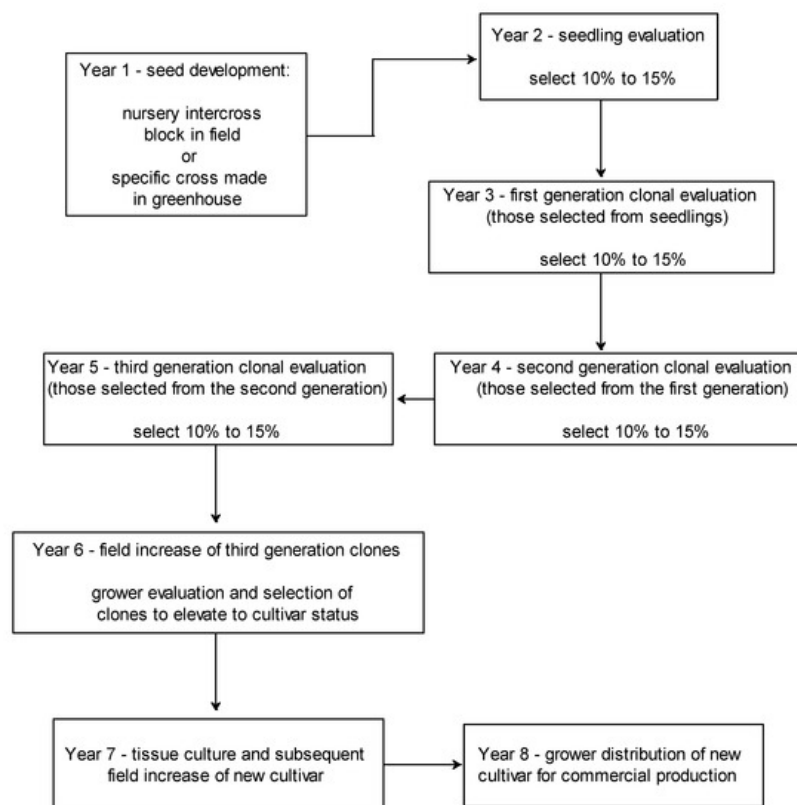 Year 1 - seed development:
nursery intercross
block in field
or
specific cross made
in greenhouse
Year 2 - seedling evaluation
select 10% to 15%
Year 3 - first generation clonal evaluation
(those selected from seedlings)
select 10% to 15%
Year 4 - second generation clonal evaluation
(those selected from the first generation)
select 10% to 15%
Year 5 - third generation clonal evaluation
(those selected from the second generation)
select 10% to 15%
Year 6 - field increase of third generation clones
grower evaluation and selection of
clones to elevate to cultivar status
Year 7 - tissue culture and subsequent
field increase of new cultivar
Year 8 - grower distribution of new
cultivar for commercial production